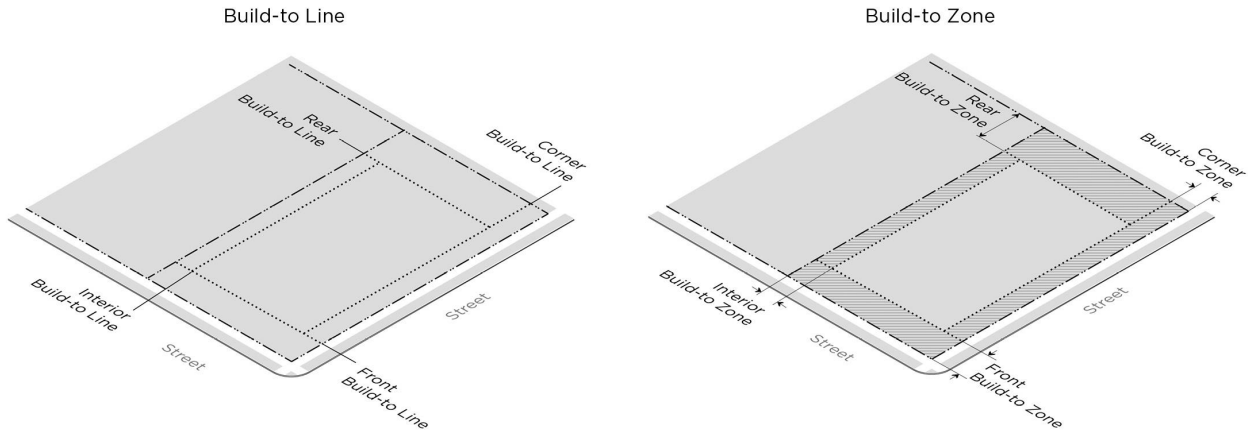 Build-to Line
Rear
Build-to Line
Corner
Build-to Line
Interior
Build-to Line
Street
Street
Front
Build-to Line
Build-to Zone
Rear
Build-to Zone
Corner
Build-to Zone
Interior
Build-to Zone
Street
Street
Front
Build-to Zone